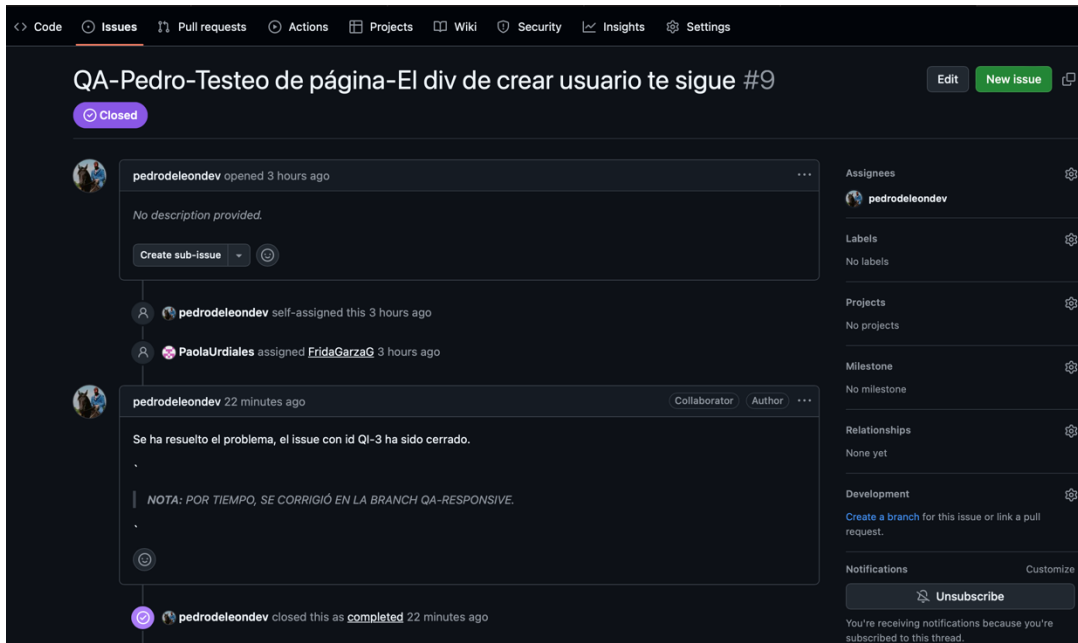 Code Issues Pull requests Actions Projects Wiki Security Insights Settings
QA-Pedro-Testeo de página-El div de crear usuario te sigue #9
Edit New issue
Closed
pedrodeleondev opened 3 hours ago
No description provided.
Create sub-issue
pedrodeleondev self-assigned this 3 hours ago
PaolaUrdiales assigned FridaGarzaG 3 hours ago
pedrodeleondev 22 minutes ago Collaborator Author
Se ha resuelto el problema, el issue con id QI-3 ha sido cerrado.
`
NOTA: POR TIEMPO, SE CORRIGIÓ EN LA BRANCH QA-RESPONSIVE.
`
pedrodeleondev closed this as completed 22 minutes ago
Assignees
pedrodeleondev
Labels
No labels
Projects
No projects
Milestone
No milestone
Relationships
None yet
Development
Create a branch for this issue or link a pull
request.
Notifications Customize
Unsubscribe
You're receiving notifications because you're
subscribed to this thread.